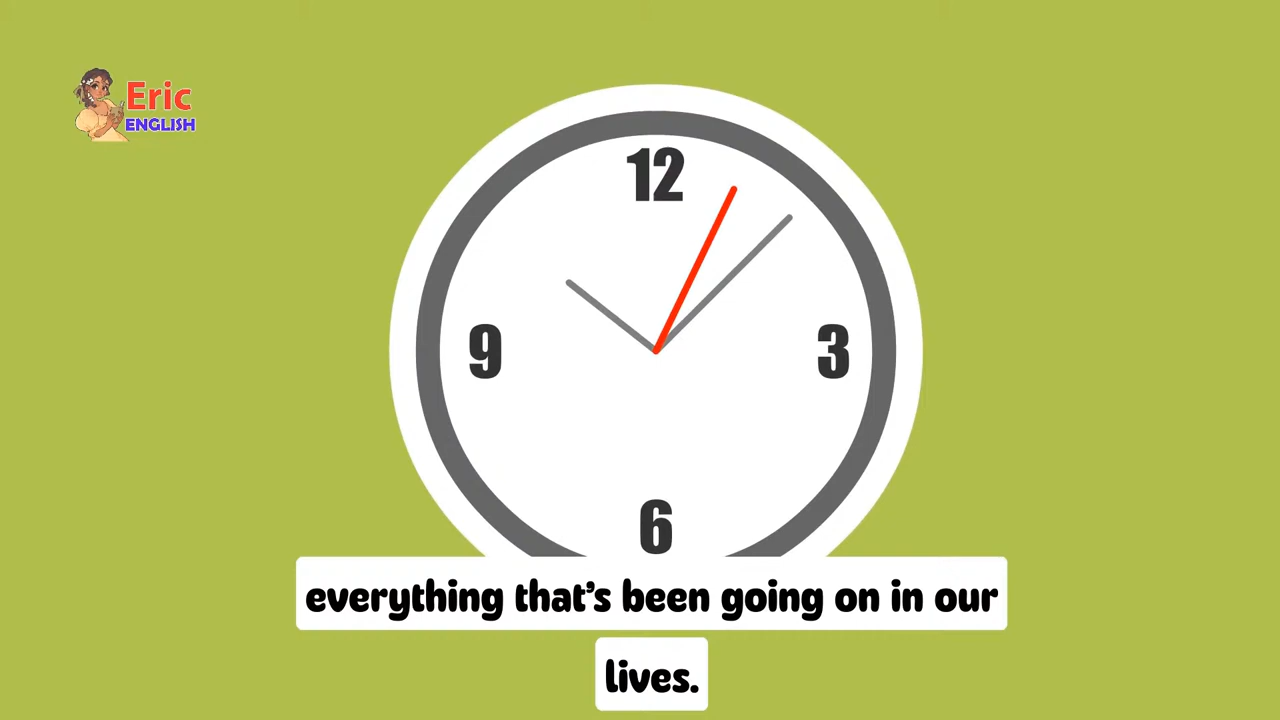 Eric
ENGLISH
12
9
3
6
everything that's been going on in our
lives.